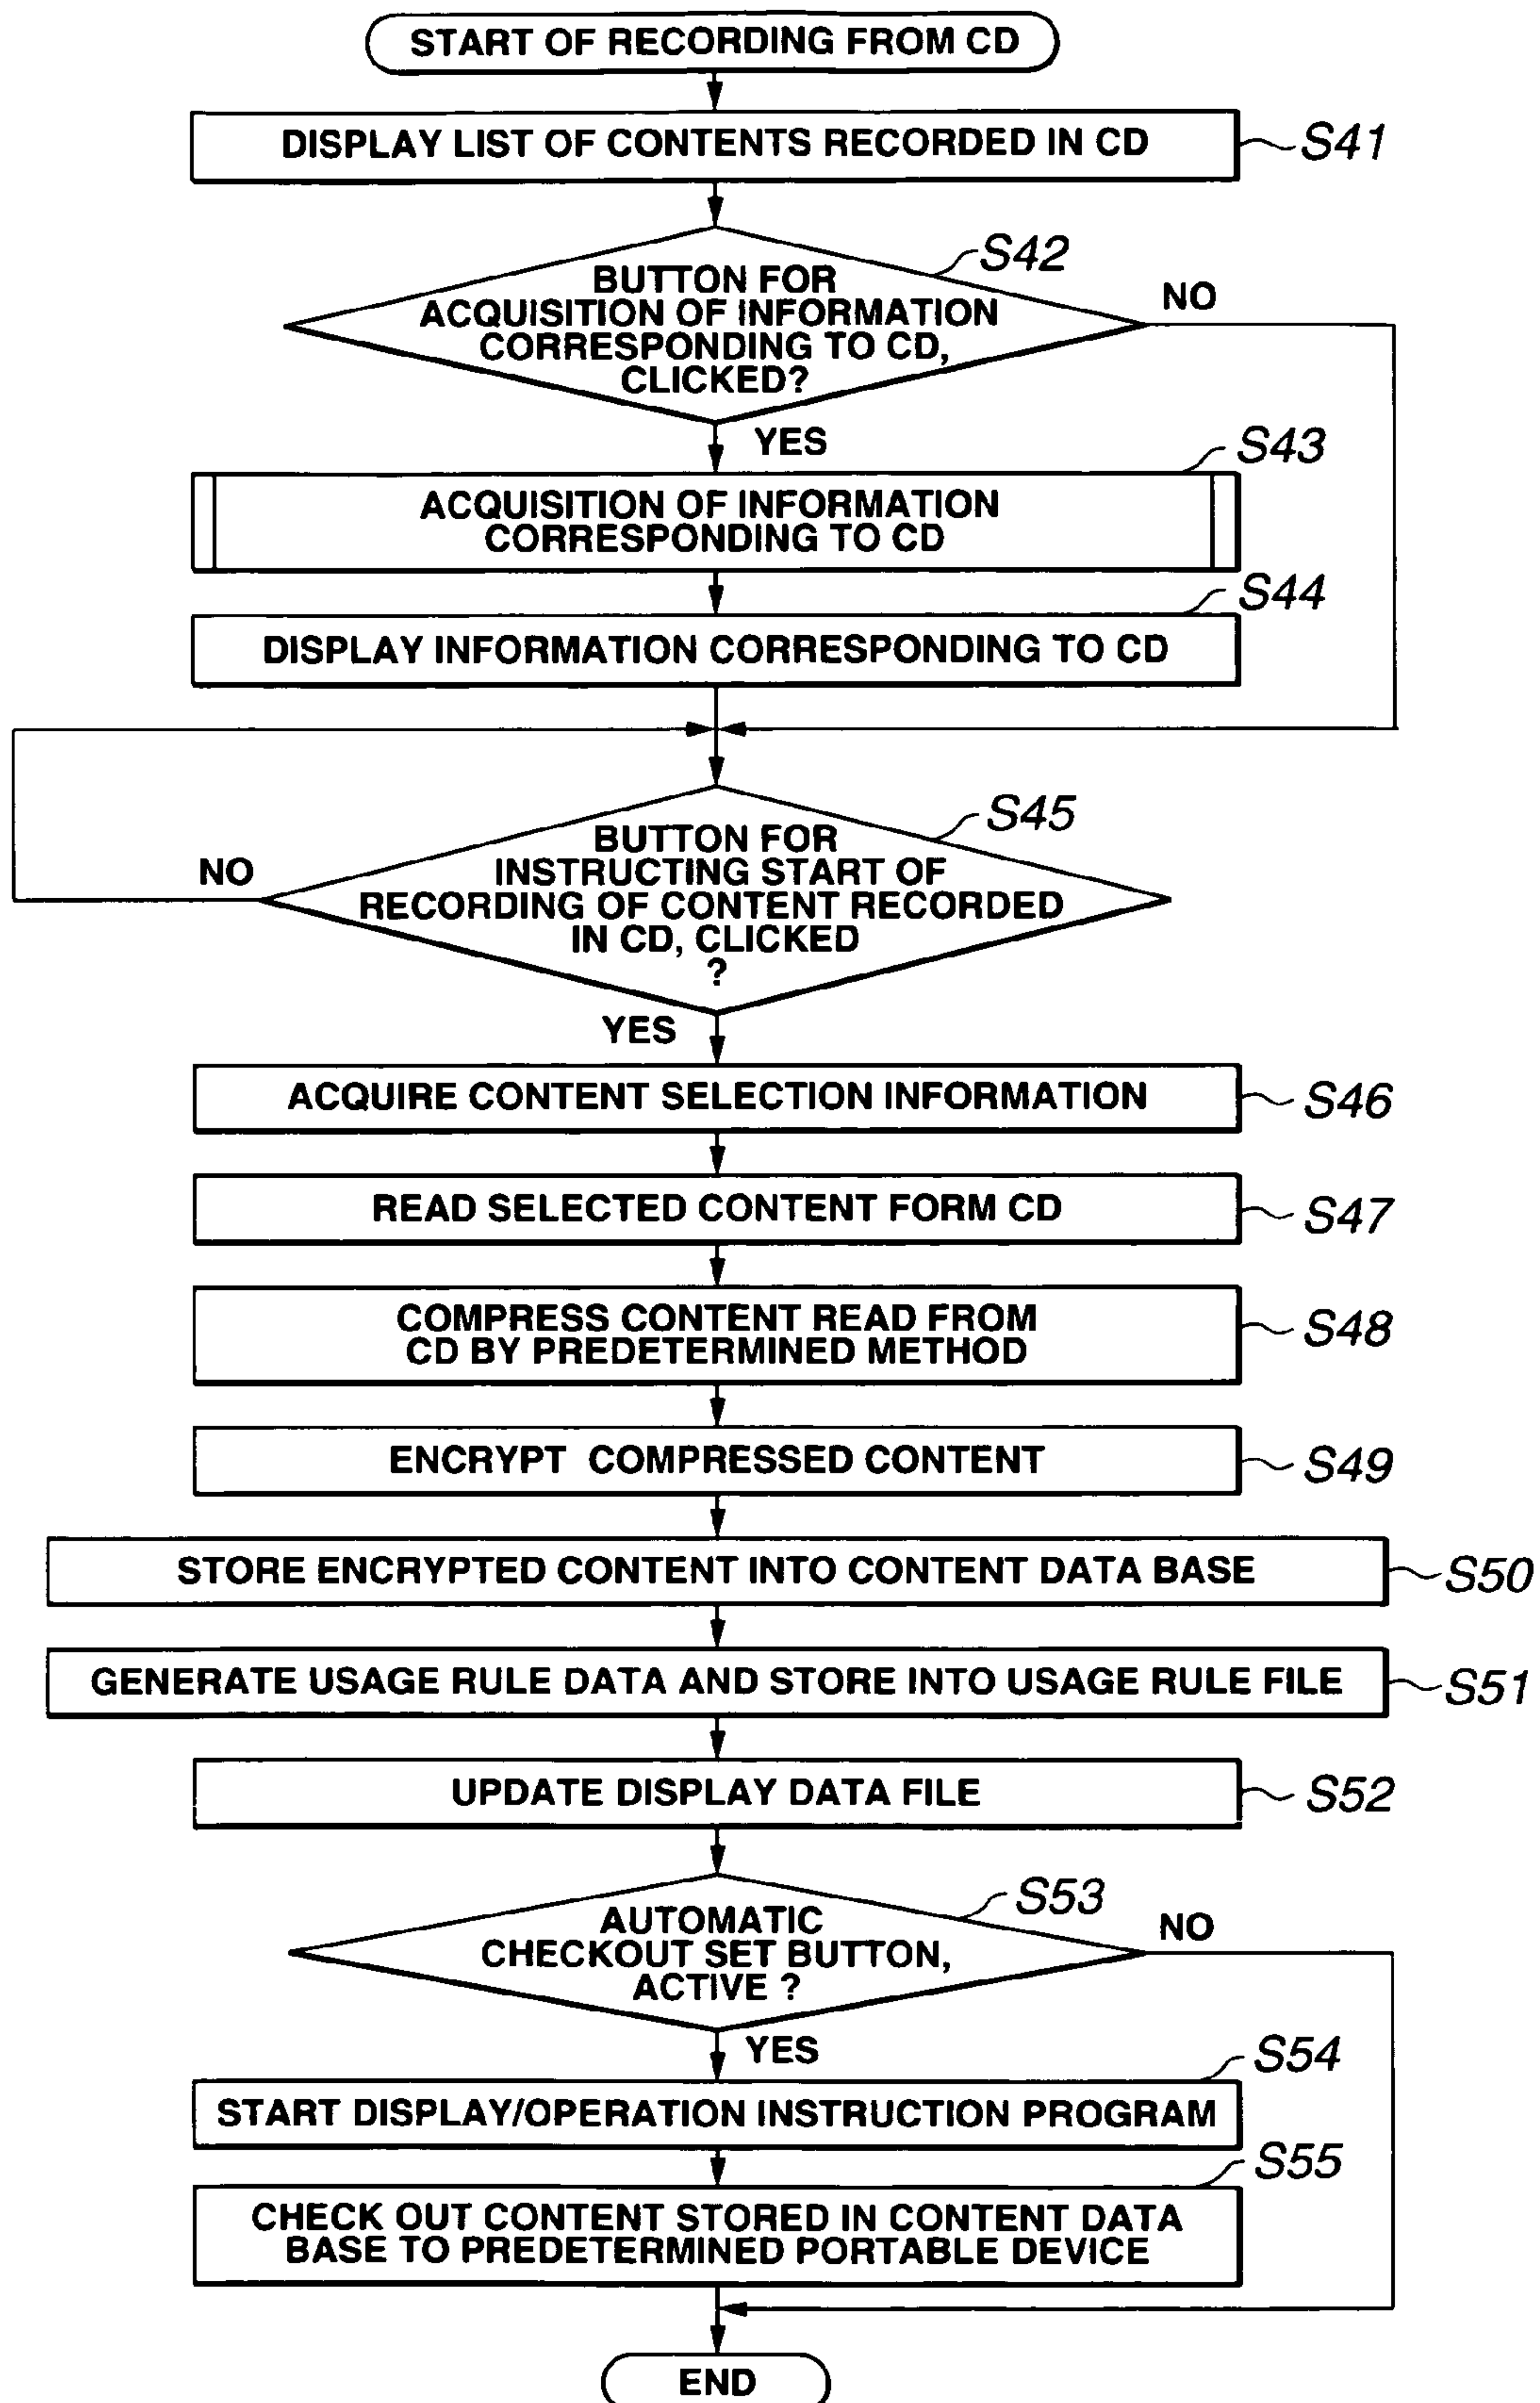 START OF RECORDING FROM CD
DISPLAY LIST OF CONTENTS RECORDED IN CD
S41
S42
BUTTON FOR
ACQUISITION OF INFORMATION
CORRESPONDING TO CD,
CLICKED?
NO
YES
S43
ACQUISITION OF INFORMATION
CORRESPONDING TO CD
S44
DISPLAY INFORMATION CORRESPONDING TO CD
S45
BUTTON FOR
INSTRUCTING START OF
RECORDING OF CONTENT RECORDED
IN CD, CLICKED
?
NO
YES
ACQUIRE CONTENT SELECTION INFORMATION
S46
READ SELECTED CONTENT FORM CD
S47
COMPRESS CONTENT READ FROM
CD BY PREDETERMINED METHOD
S48
ENCRYPT COMPRESSED CONTENT
S49
STORE ENCRYPTED CONTENT INTO CONTENT DATA BASE
S50
GENERATE USAGE RULE DATA AND STORE INTO USAGE RULE FILE
S51
UPDATE DISPLAY DATA FILE
S52
S53
AUTOMATIC
CHECKOUT SET BUTTON,
ACTIVE ?
NO
YES
S54
START DISPLAY/OPERATION INSTRUCTION PROGRAM
S55
CHECK OUT CONTENT STORED IN CONTENT DATA
BASE TO PREDETERMINED PORTABLE DEVICE
END